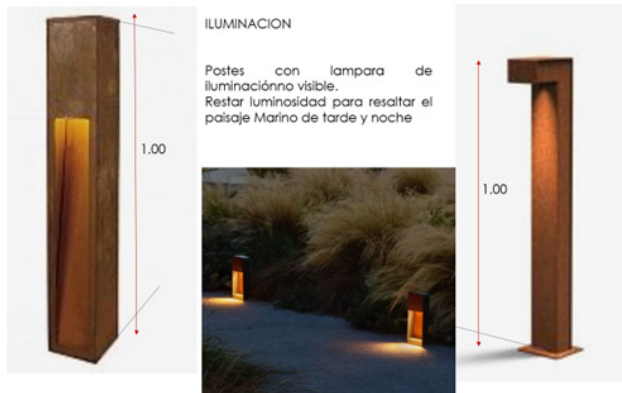 ILUMINACION
Postes con lampara de
iluminaciónno visible.
Restar luminosidad para resaltar el
paisaje Marino de tarde y noche
1.00
1.00